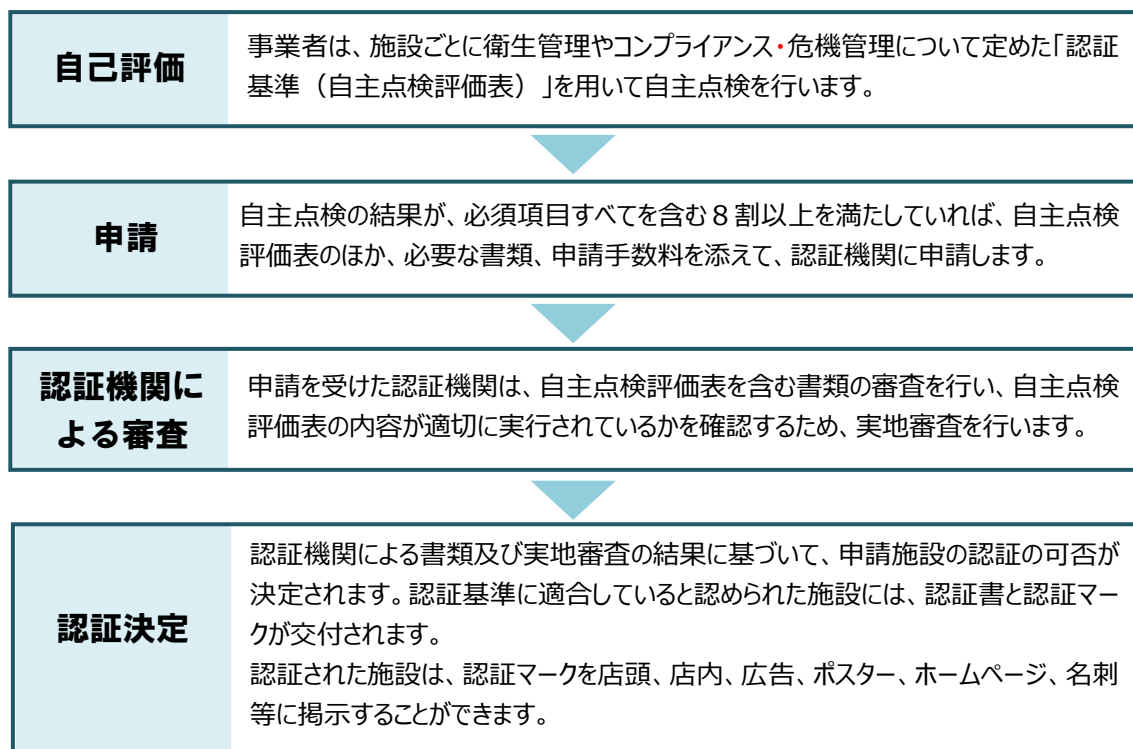 自己評価
事業者は、施設ごとに衛生管理やコンプライアンス・危機管理について定めた「認証
基準（自主点検評価表）」を用いて自主点検を行います。
申請
自主点検の結果が、必須項目すべてを含む８割以上を満たしていれば、自主点検
評価表のほか、必要な書類、申請手数料を添えて、認証機関に申請します。
認証機関に
よる審査
申請を受けた認証機関は、自主点検評価表を含む書類の審査を行い、自主点検
評価表の内容が適切に実行されているかを確認するため、実地審査を行います。
認証決定
認証機関による書類及び実地審査の結果に基づいて、申請施設の認証の可否が
決定されます。認証基準に適合していると認められた施設には、認証書と認証マー
クが交付されます。
認証された施設は、認証マークを店頭、店内、広告、ポスター、ホームページ、名刺
等に掲示することができます。